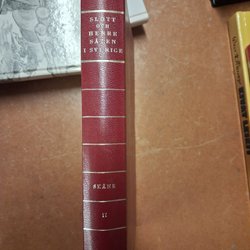 SLOTT
OCH
HERRE
SÄTEN
I SVERIGE
SKÅNE
II